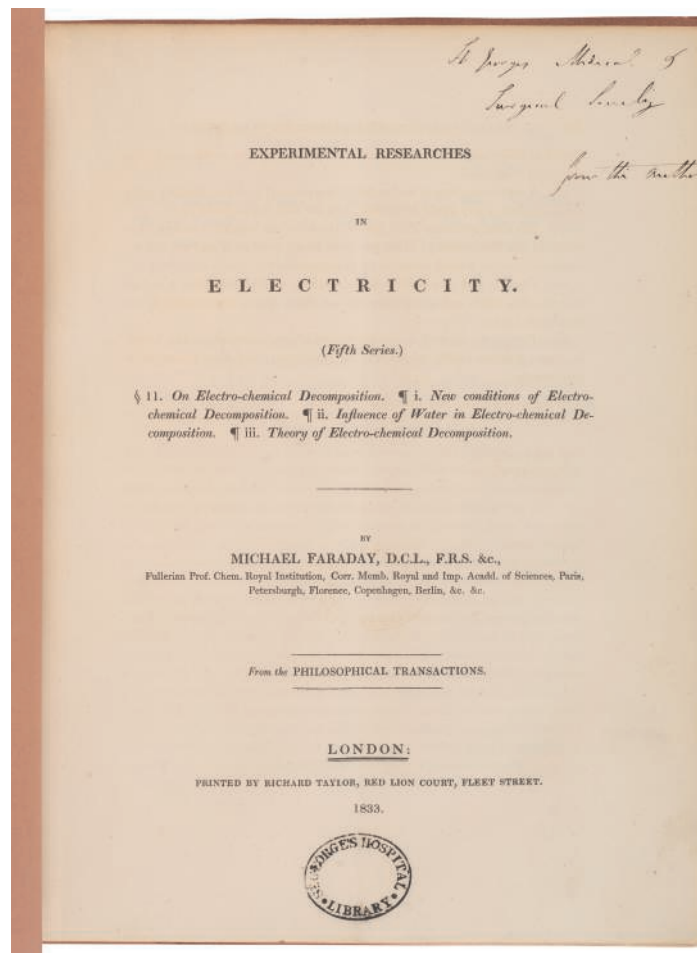 St Georges Medical &
Surgical Society
from the Autho
EXPERIMENTAL RESEARCHES
IN
ELECTRICITY.
(Fifth Series.)
§ 11. On Electro-chemical Decomposition. ¶ i. New conditions of Electro-
chemical Decomposition. ¶ ii. Influence of Water in Electro-chemical De-
composition. ¶ iii. Theory of Electro-chemical Decomposition.
BY
MICHAEL FARADAY, D.C.L., F.R.S. &c.,
Fullerian Prof. Chem. Royal Institution, Corr. Memb. Royal and Imp. Acadd. of Sciences, Paris,
Petersburgh, Florence, Copenhagen, Berlin, &c. &c.
From the PHILOSOPHICAL TRANSACTIONS.
LONDON:
PRINTED BY RICHARD TAYLOR, RED LION COURT, FLEET STREET.
1833.
ST GEORGE'S HOSPITAL
LIBRARY